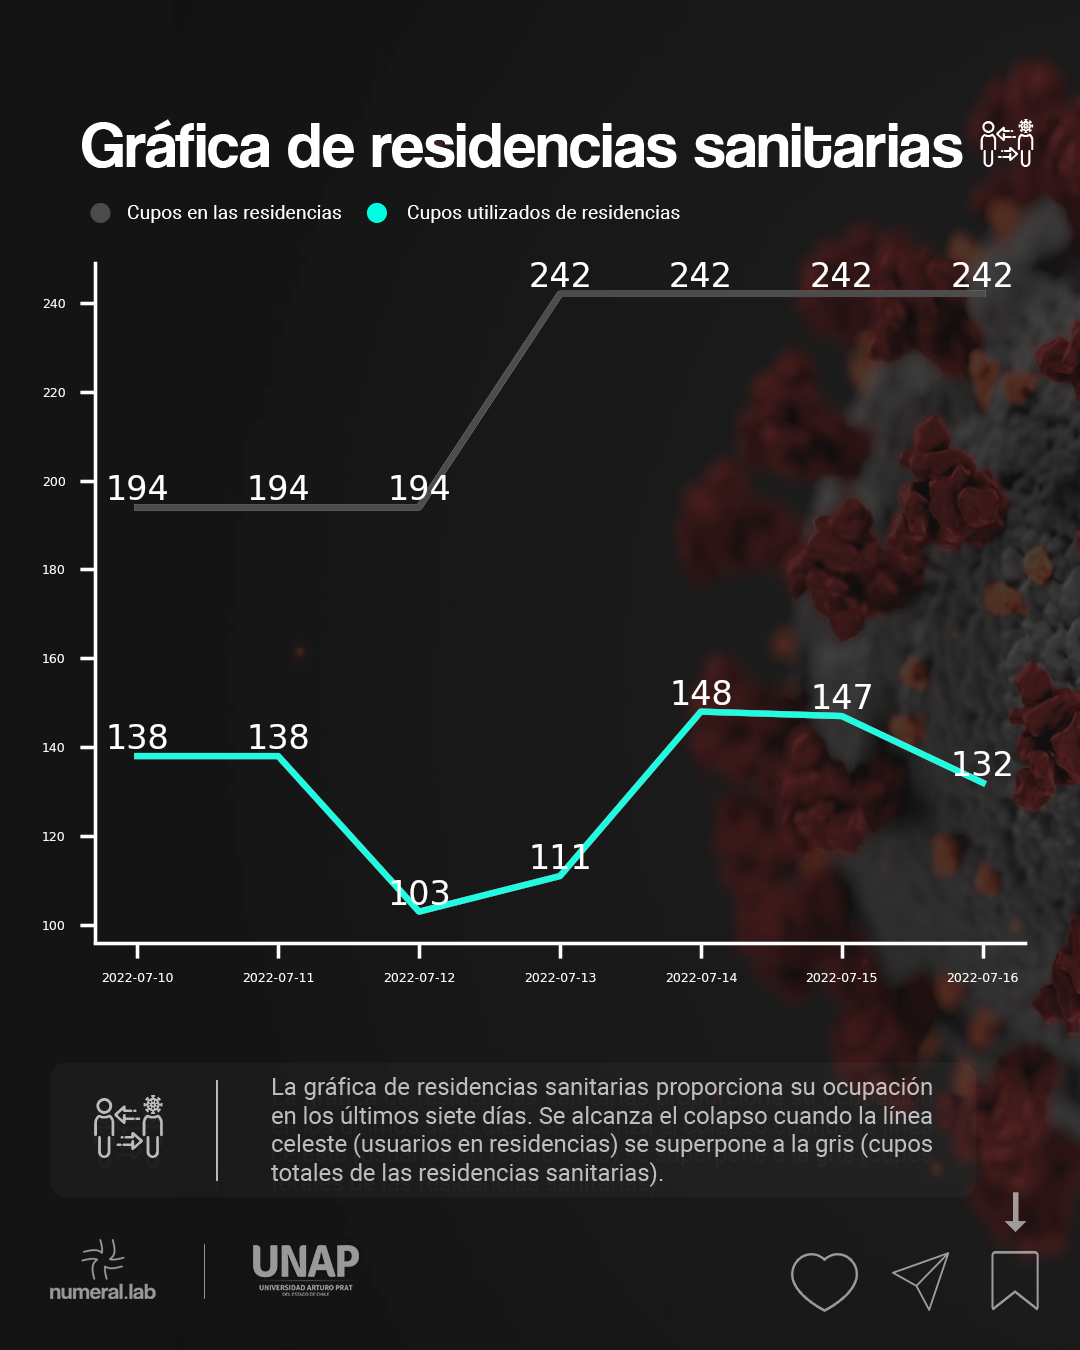 Gráfica de residencias sanitarias
Cupos en las residencias Cupos utilizados de residencias
242 242 242 242
240
220
200
194 194 194
180
160
148 147
138 138
140
132
120
111
103
100
2022-07-10 2022-07-11 2022-07-12 2022-07-13 2022-07-14 2022-07-15 2022-07-16
La gráfica de residencias sanitarias proporciona su ocupación
en los últimos siete días. Se alcanza el colapso cuando la línea
celeste (usuarios en residencias) se superpone a la gris (cupos
totales de las residencias sanitarias).
numeral.lab
UNAP
UNIVERSIDAD ARTURO PRAT
DEL ESTADO DE CHILE